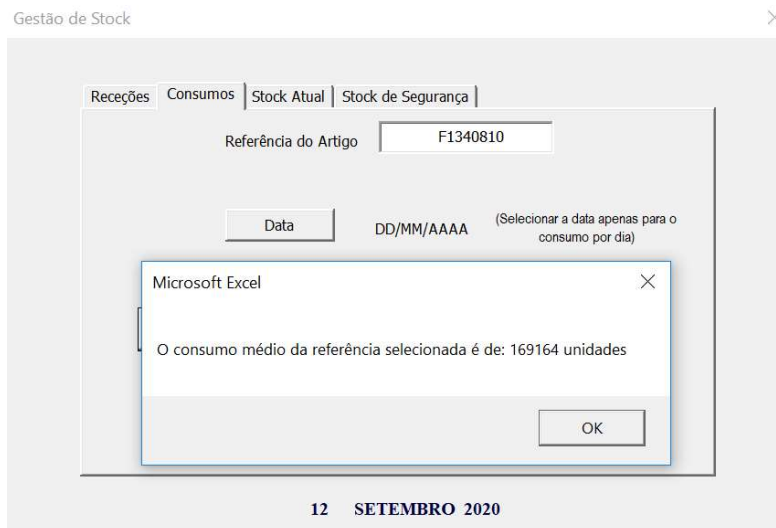 Gestão de Stock
Receções Consumos Stock Atual Stock de Segurança
Referência do Artigo F1340810
Data DD/MM/AAAA (Selecionar a data apenas para o
consumo por dia)
Microsoft Excel
O consumo médio da referência selecionada é de: 169164 unidades
OK
12 SETEMBRO 2020